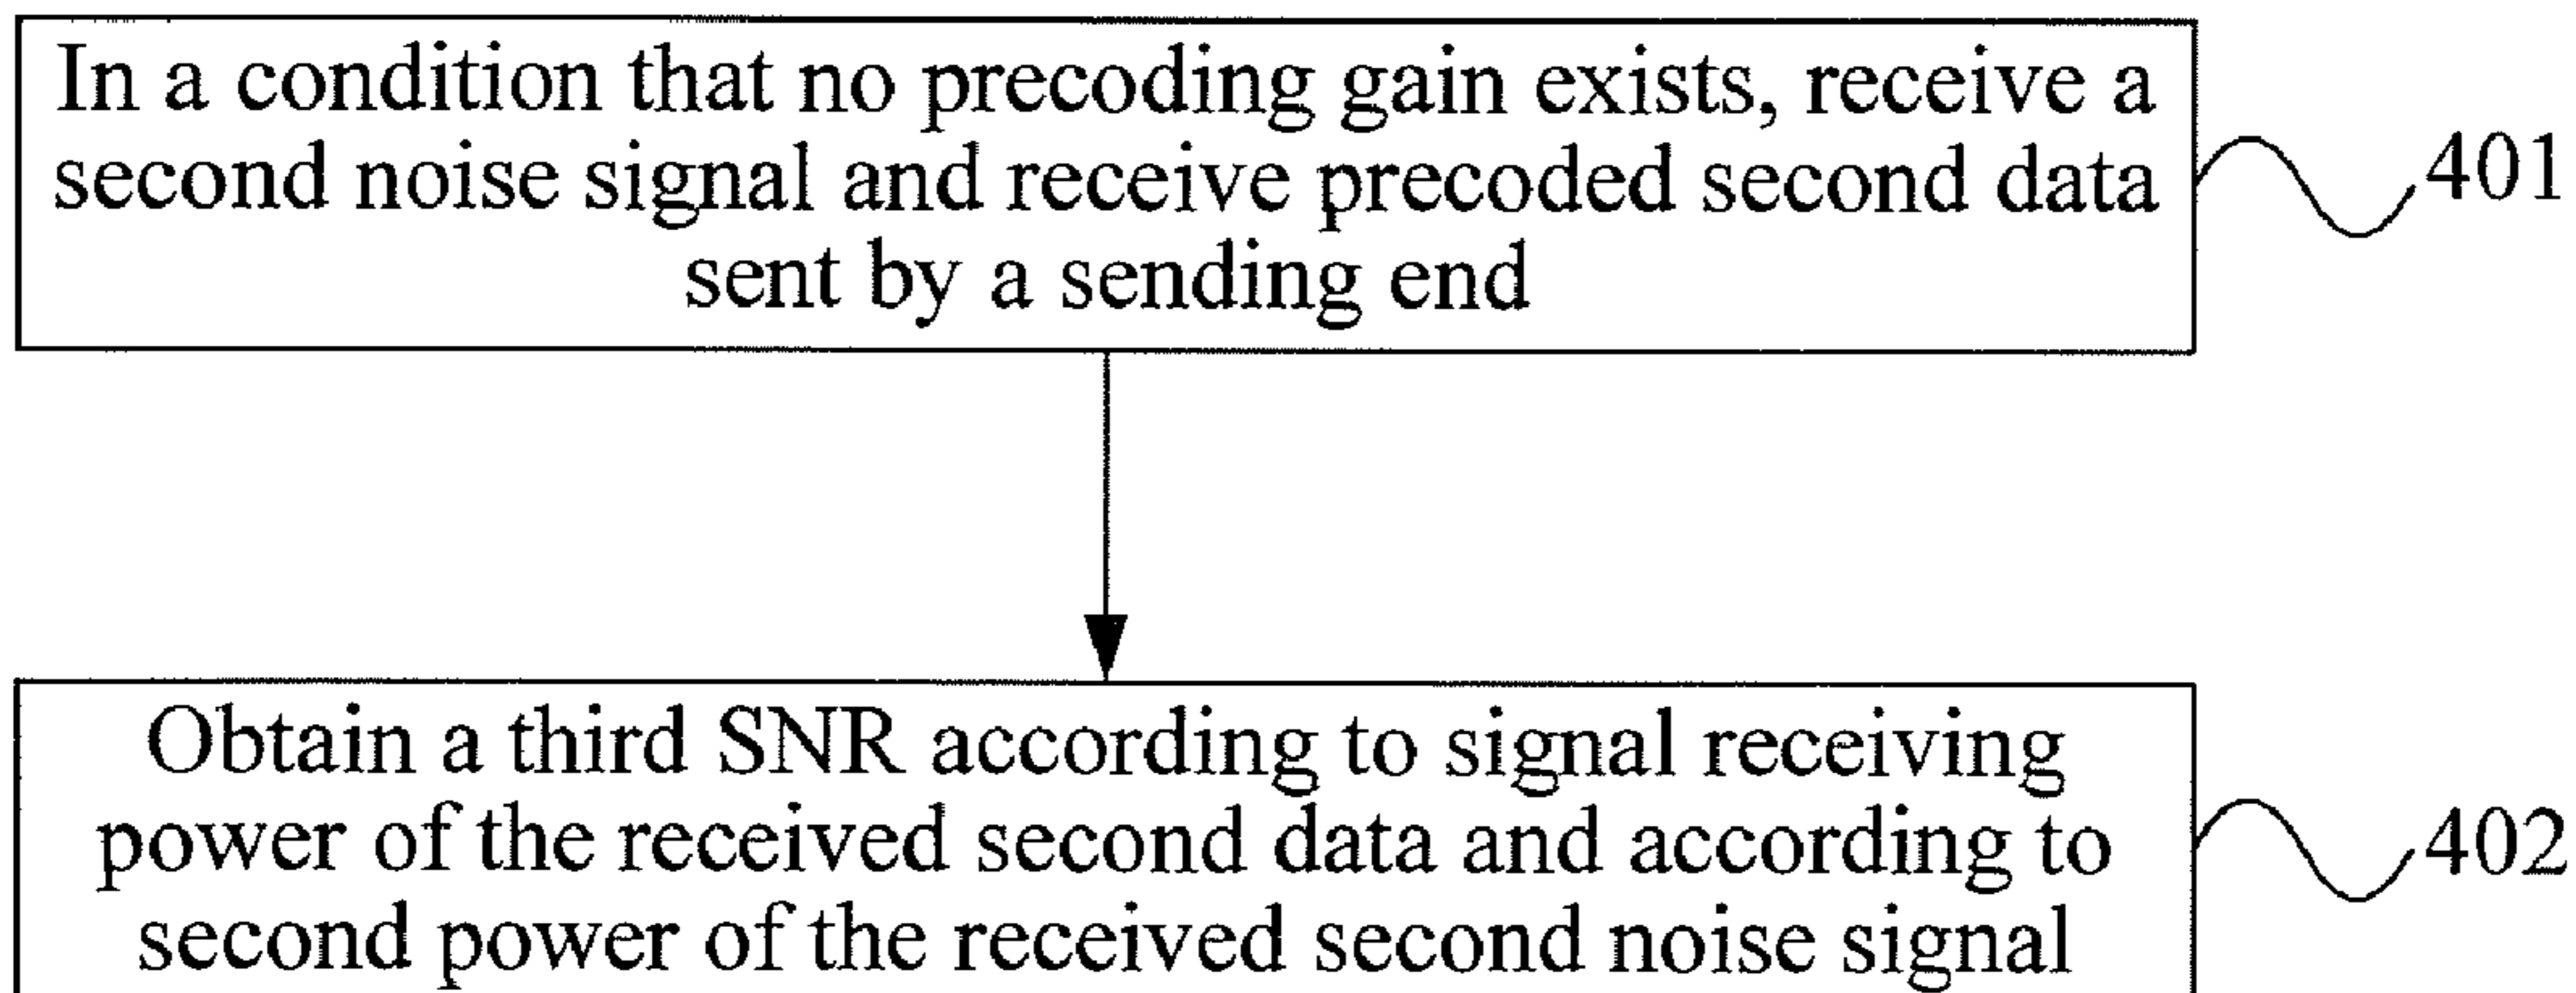 In a condition that no precoding gain exists, receive a
second noise signal and receive precoded second data
sent by a sending end
401
Obtain a third SNR according to signal receiving
power of the received second data and according to
second power of the received second noise signal
402